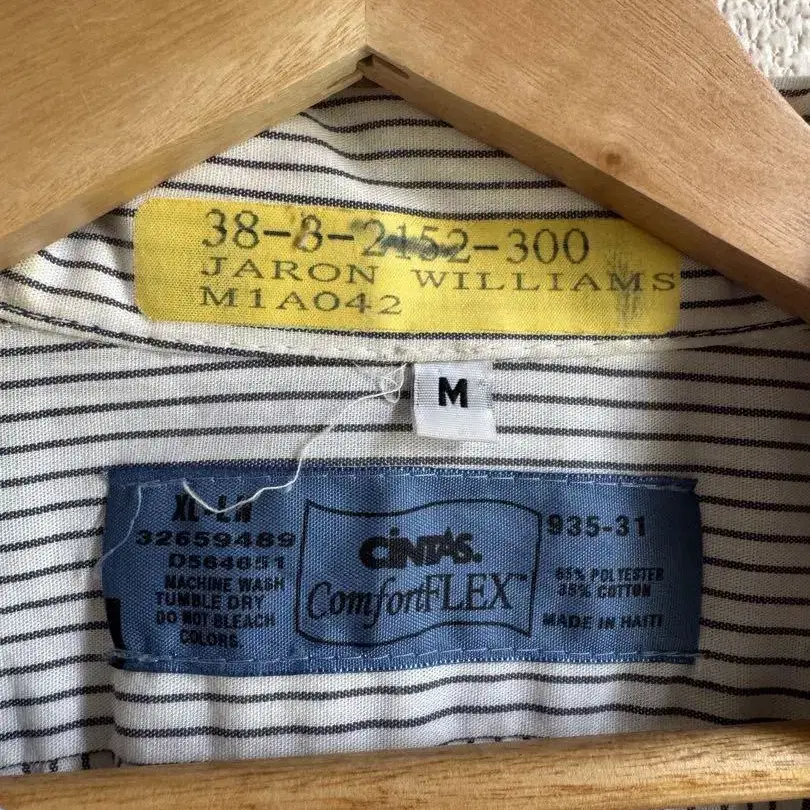 38-8-2152-300
JARON WILLIAMS
M1A042
M
XL-LN
32659489
D564651
MACHINE WASH
TUMBLE DRY
DO NOT BLEACH
COLORS.
CINTAS.
ComfortFLEX™
935-31
65% POLYESTER
35% COTTON
MADE IN HAITI